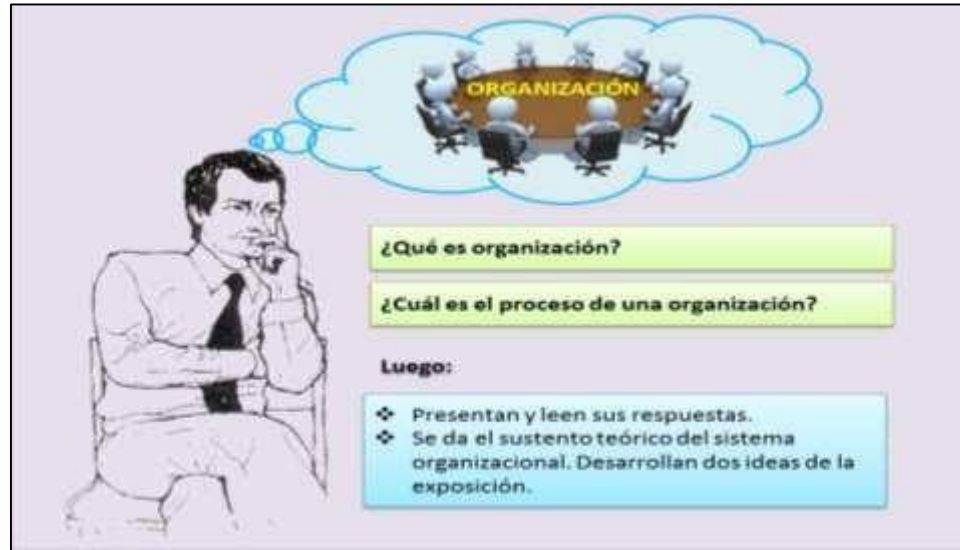 ORGANIZACIÓN
¿Qué es organización?
¿Cuál es el proceso de una organización?
Luego:
❖ Presentan y leen sus respuestas.
❖ Se da el sustento teórico del sistema
organizacional. Desarrollan dos ideas de la
exposición.